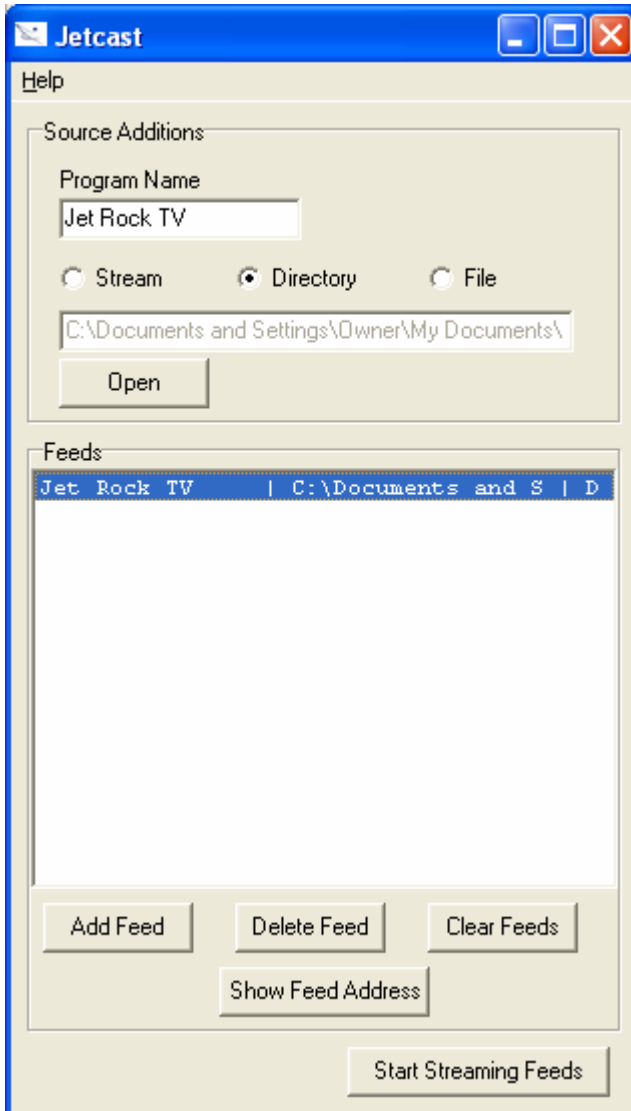 Jetcast
Help
Source Additions
Program Name
Jet Rock TV
Stream Directory File
C:\Documents and Settings\Owner\My Documents\
Open
Feeds
Jet Rock TV | C:\Documents and S | D
Add Feed Delete Feed Clear Feeds
Show Feed Address
Start Streaming Feeds